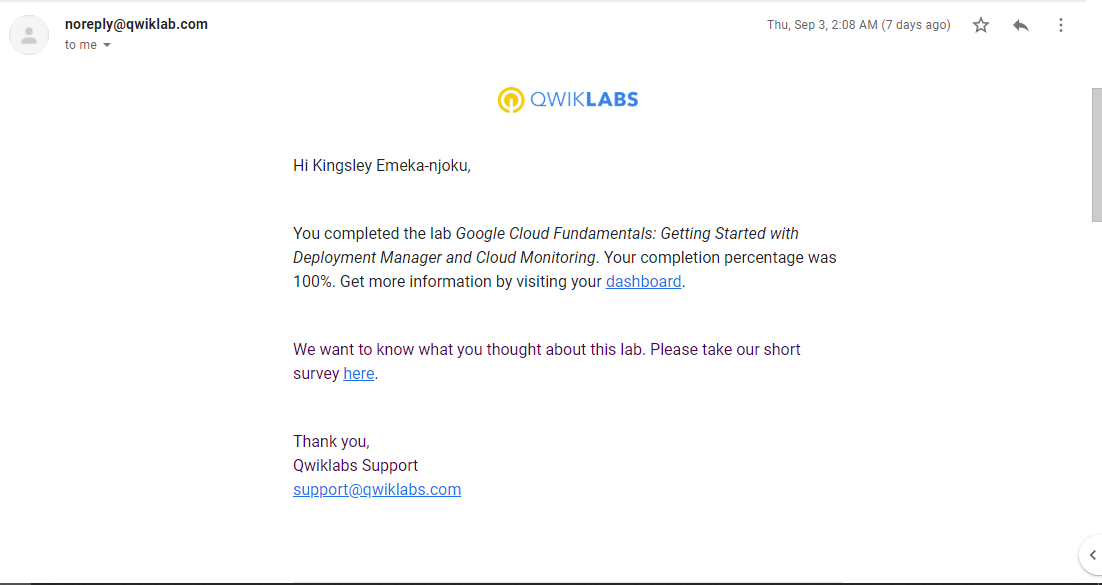 noreply@qwiklab.com
Thu, Sep 3, 2:08 AM (7 days ago)
to me
QWIKLABS
Hi Kingsley Emeka-njoku,
You completed the lab Google Cloud Fundamentals: Getting Started with
Deployment Manager and Cloud Monitoring. Your completion percentage was
100%. Get more information by visiting your dashboard.
We want to know what you thought about this lab. Please take our short
survey here.
Thank you,
Qwiklabs Support
support@qwiklabs.com